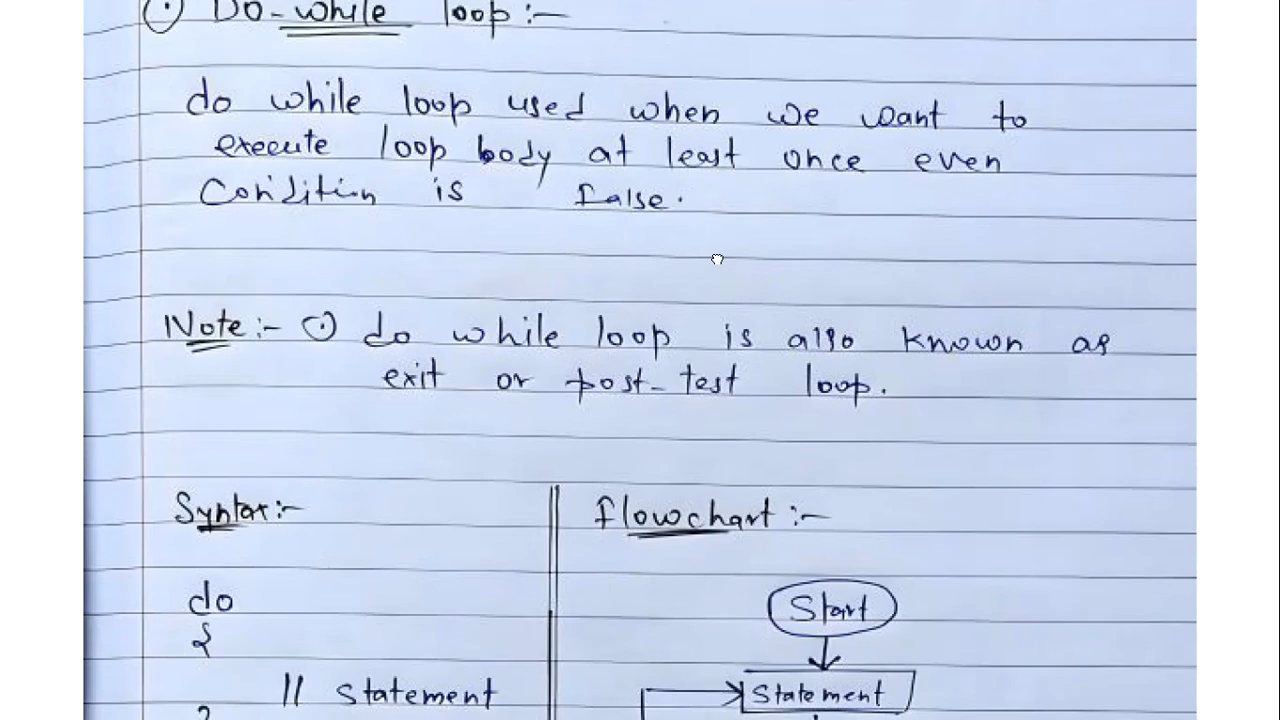 Do-while loop :-
do while loop used when we want to
execute loop body at least once even
Condition is false.
Note:- do while loop is also known as
exit or post-test loop.
Syntax:-
flowchart :-
do
{
// statement
Start
Statement